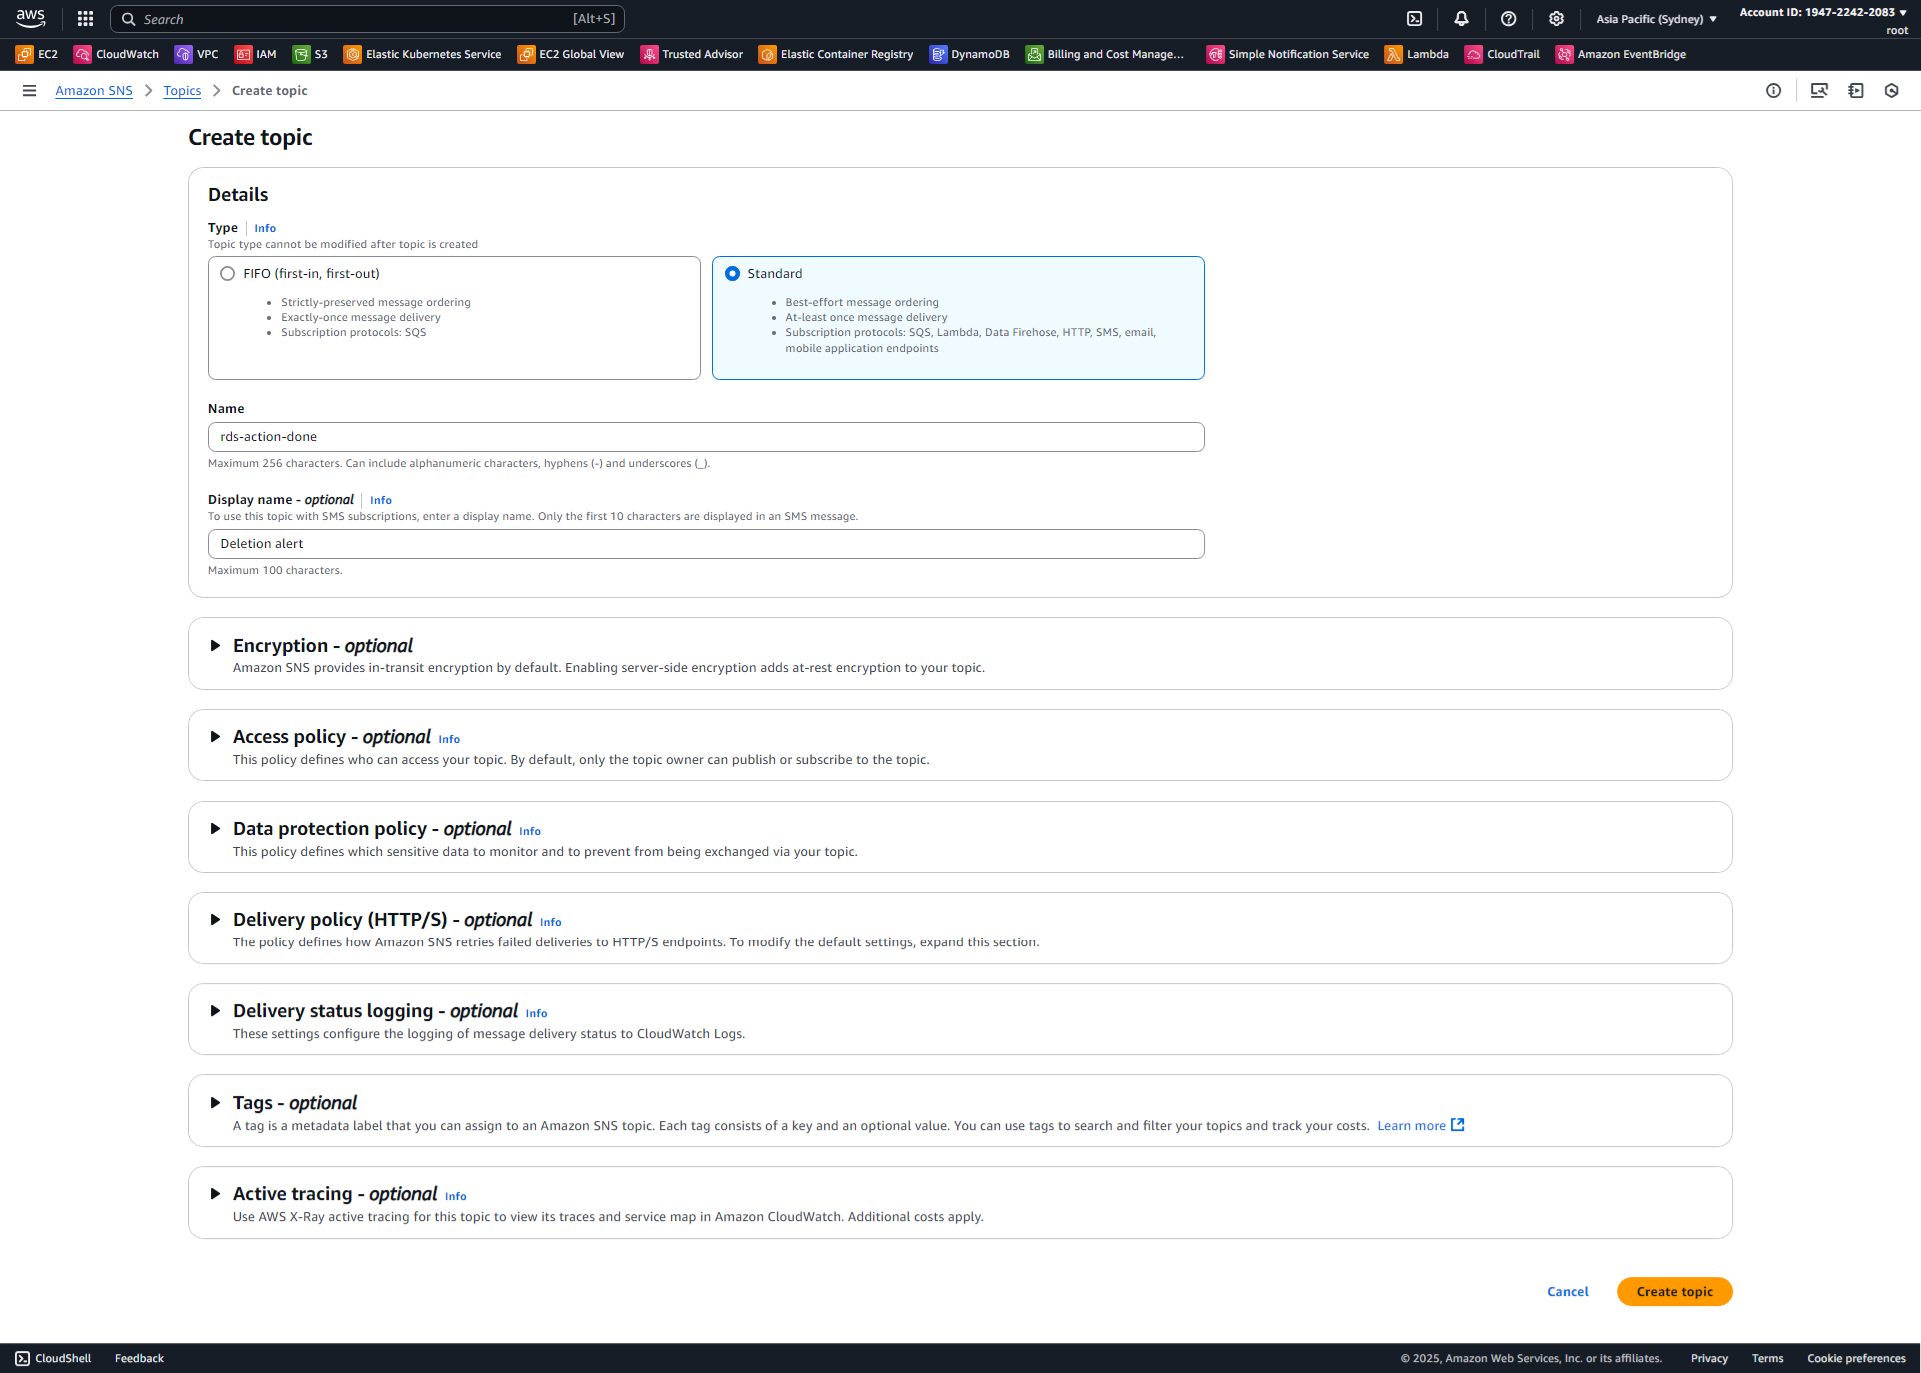 aws
Search [Alt+S]
Asia Pacific (Sydney) ▼
Account ID: 1947-2242-2083 ▼
root
EC2 CloudWatch VPC IAM S3 Elastic Kubernetes Service EC2 Global View Trusted Advisor Elastic Container Registry DynamoDB Billing and Cost Manage... Simple Notification Service Lambda CloudTrail Amazon EventBridge
Amazon SNS > Topics > Create topic
Create topic
Details
Type | Info
Topic type cannot be modified after topic is created
FIFO (first-in, first-out)
• Strictly-preserved message ordering
• Exactly-once message delivery
• Subscription protocols: SQS
Standard
• Best-effort message ordering
• At-least once message delivery
• Subscription protocols: SQS, Lambda, Data Firehose, HTTP, SMS, email,
mobile application endpoints
Name
rds-action-done
Maximum 256 characters. Can include alphanumeric characters, hyphens (-) and underscores (_).
Display name - optional | Info
To use this topic with SMS subscriptions, enter a display name. Only the first 10 characters are displayed in an SMS message.
Deletion alert
Maximum 100 characters.
Encryption - optional
Amazon SNS provides in-transit encryption by default. Enabling server-side encryption adds at-rest encryption to your topic.
Access policy - optional Info
This policy defines who can access your topic. By default, only the topic owner can publish or subscribe to the topic.
Data protection policy - optional Info
This policy defines which sensitive data to monitor and to prevent from being exchanged via your topic.
Delivery policy (HTTP/S) - optional Info
The policy defines how Amazon SNS retries failed deliveries to HTTP/S endpoints. To modify the default settings, expand this section.
Delivery status logging - optional Info
These settings configure the logging of message delivery status to CloudWatch Logs.
Tags - optional
A tag is a metadata label that you can assign to an Amazon SNS topic. Each tag consists of a key and an optional value. You can use tags to search and filter your topics and track your costs. Learn more
Active tracing - optional Info
Use AWS X-Ray active tracing for this topic to view its traces and service map in Amazon CloudWatch. Additional costs apply.
Cancel Create topic
CloudShell Feedback © 2025, Amazon Web Services, Inc. or its affiliates. Privacy Terms Cookie preferences